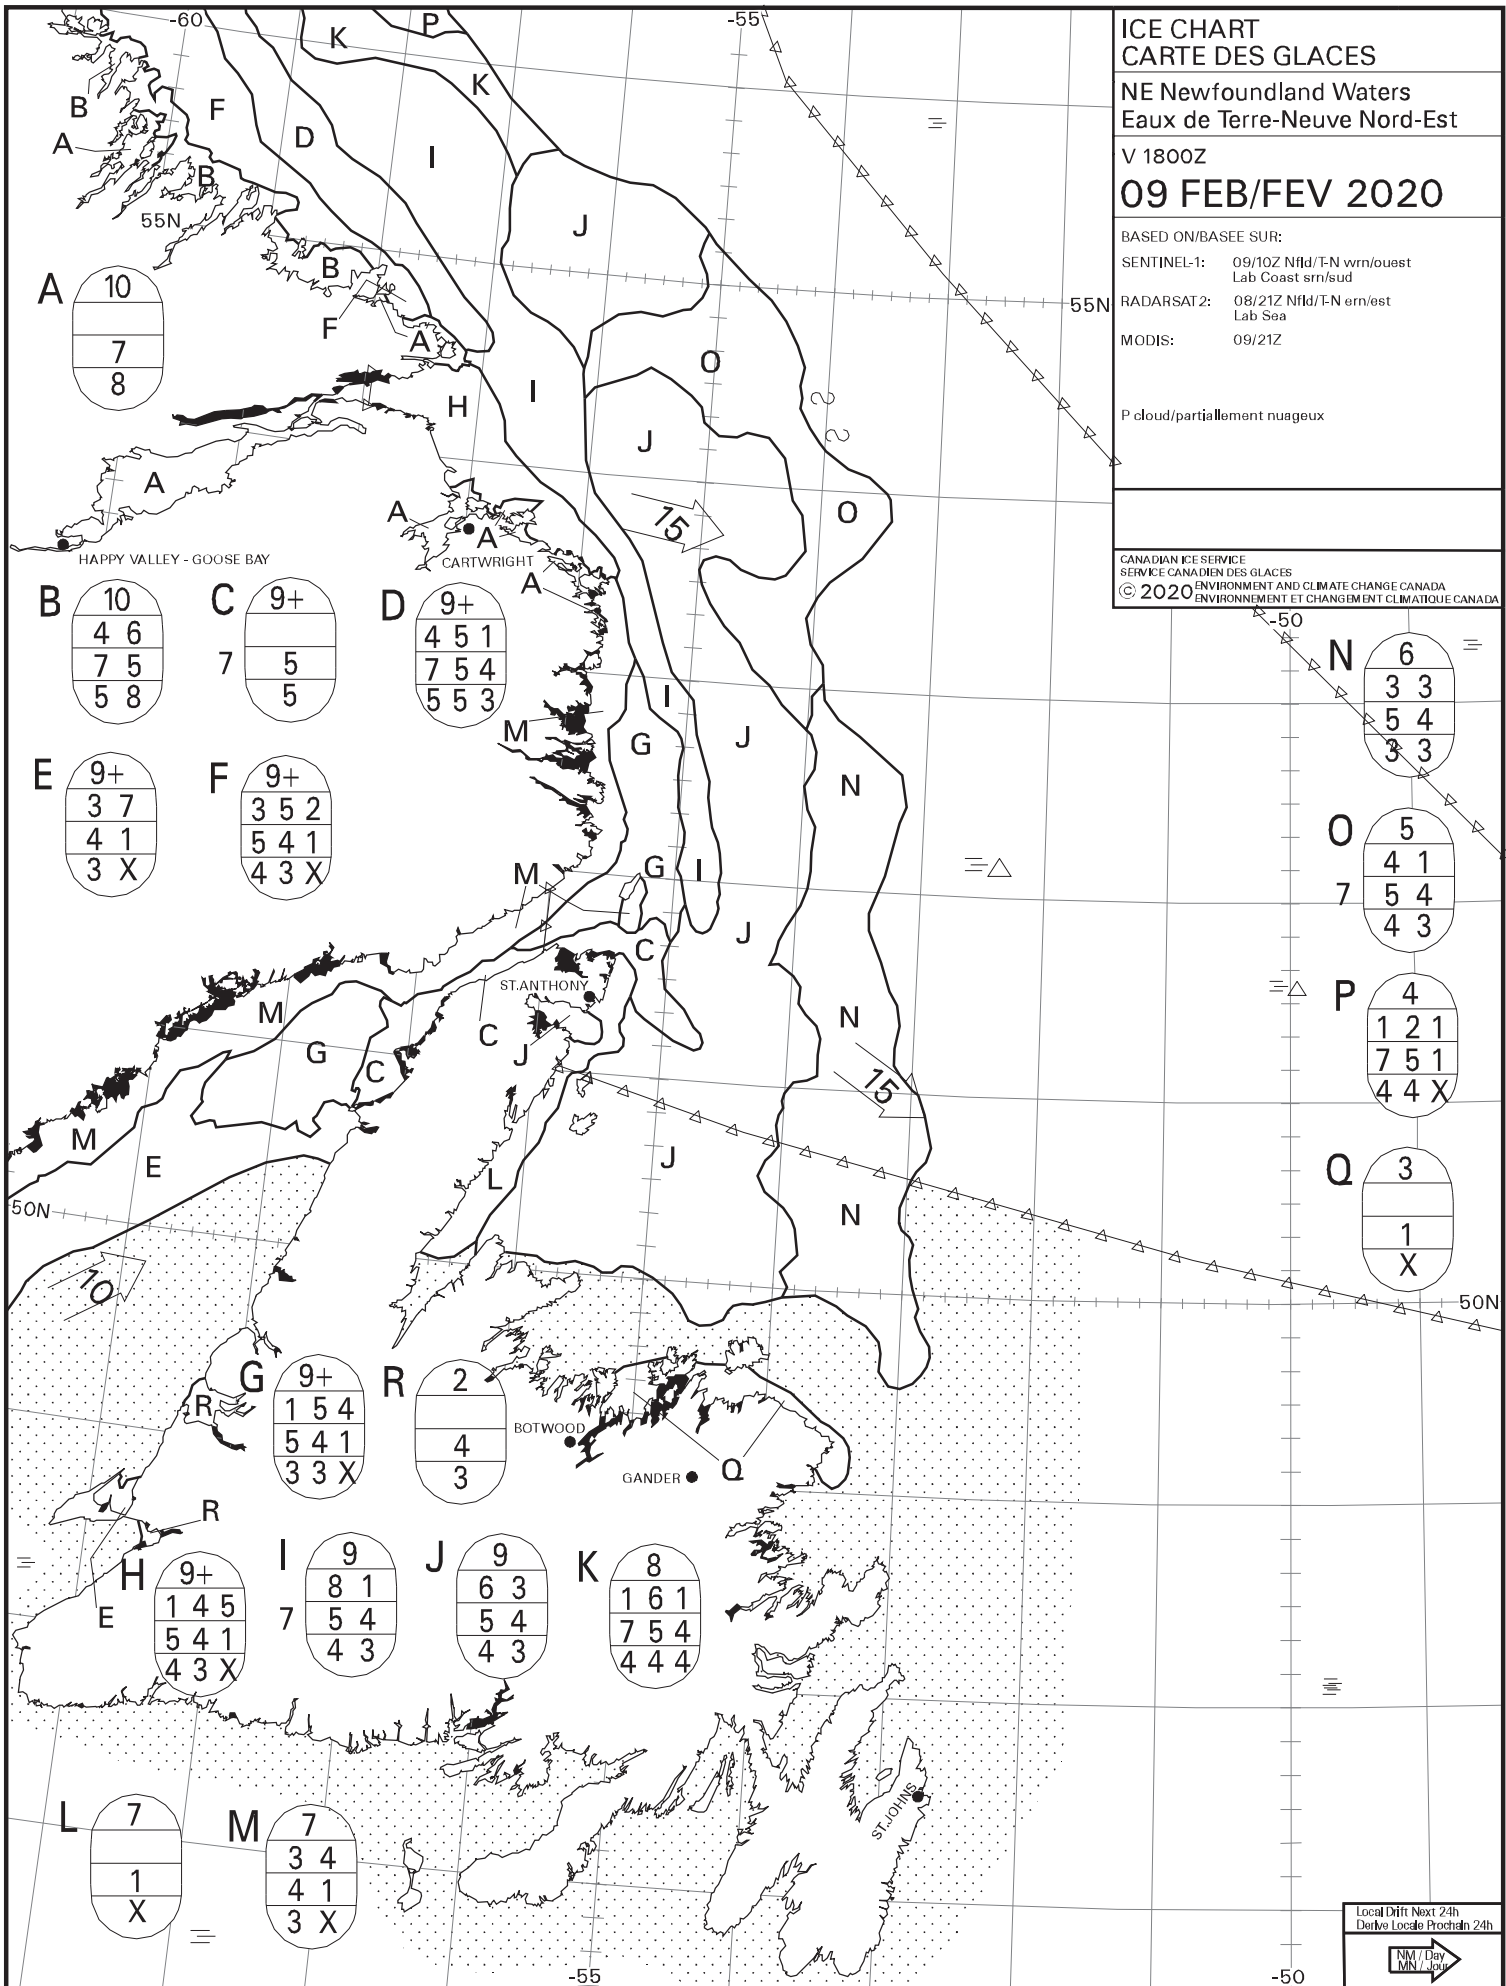 -60
-55
ICE CHART
CARTE DES GLACES
NE Newfoundland Waters
Eaux de Terre-Neuve Nord-Est
V 1800Z
09 FEB/FEV 2020
BASED ON/BASEE SUR:
SENTINEL-1: 09/10Z Nfld/T-N wrn/ouest
Lab Coast srn/sud
RADARSAT2: 08/21Z Nfld/T-N ern/est
Lab Sea
MODIS: 09/21Z
P cloud/partiallement nuageux
CANADIAN ICE SERVICE
SERVICE CANADIEN DES GLACES
© 2020 ENVIRONMENT AND CLIMATE CHANGE CANADA
ENVIRONNEMENT ET CHANGEMENT CLIMATIQUE CANADA
K
P
K
B
F
A
D
I
B
J
55N
B
55N
F
A
O
I
H
J
A
A
O
15
A
HAPPY VALLEY - GOOSE BAY
CARTWRIGHT
A
A
10
7
8
B
10
4 6
7 5
5 8
C
9+
7 5
5
D
9+
4 5 1
7 5 4
5 5 3
-50
N
6
3 3
5 4
3 3
I
M
G
J
N
E
9+
3 7
4 1
3 X
F
9+
3 5 2
5 4 1
4 3 X
O
5
4 1
7 5 4
4 3
M
G
I
J
C
ST.ANTHONY
M
C
J
G
C
N
15
P
4
1 2 1
7 5 1
4 4 X
M
E
L
J
N
Q
3
1
X
50N
10
50N
G
9+
1 5 4
5 4 1
3 3 X
R
2
4
3
R
BOTWOOD
GANDER
Q
R
E
H
9+
1 4 5
5 4 1
4 3 X
I
9
8 1
7 5 4
4 3
J
9
6 3
5 4
4 3
K
8
1 6 1
7 5 4
4 4 4
ST.JOHNS
L
7
1
X
M
7
3 4
4 1
3 X
-55
-50
Local Drift Next 24h
Derive Locale Prochain 24h
NM / Day
MN / Jour